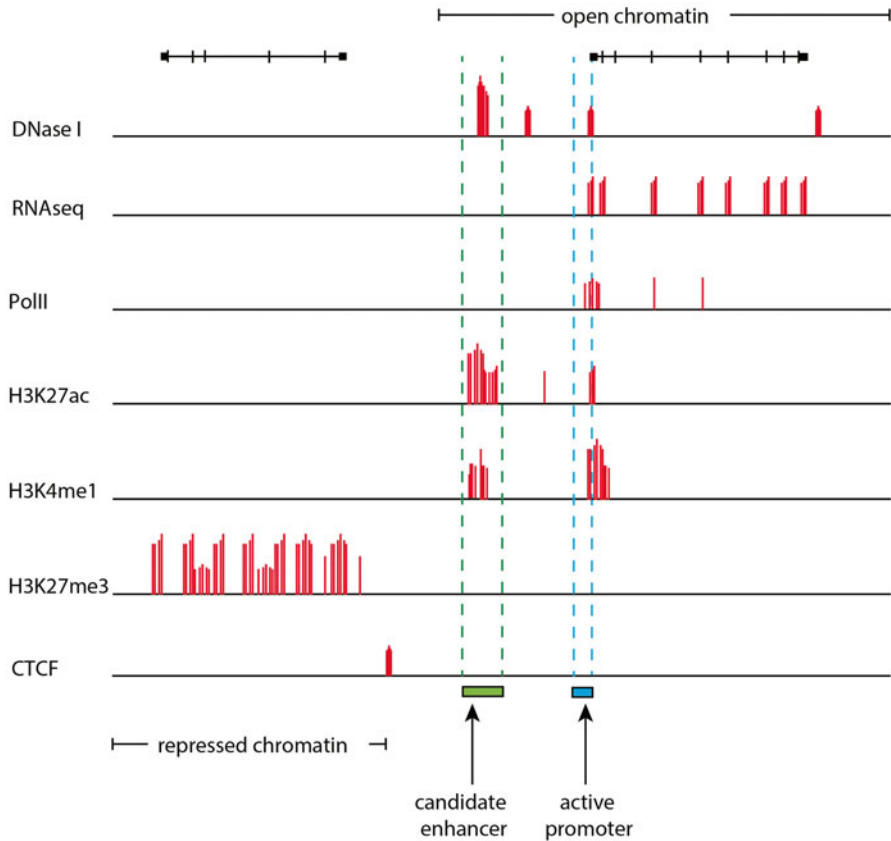 open chromatin
DNase I
RNAseq
PolII
H3K27ac
H3K4me1
H3K27me3
CTCF
repressed chromatin
candidate
enhancer
active
promoter